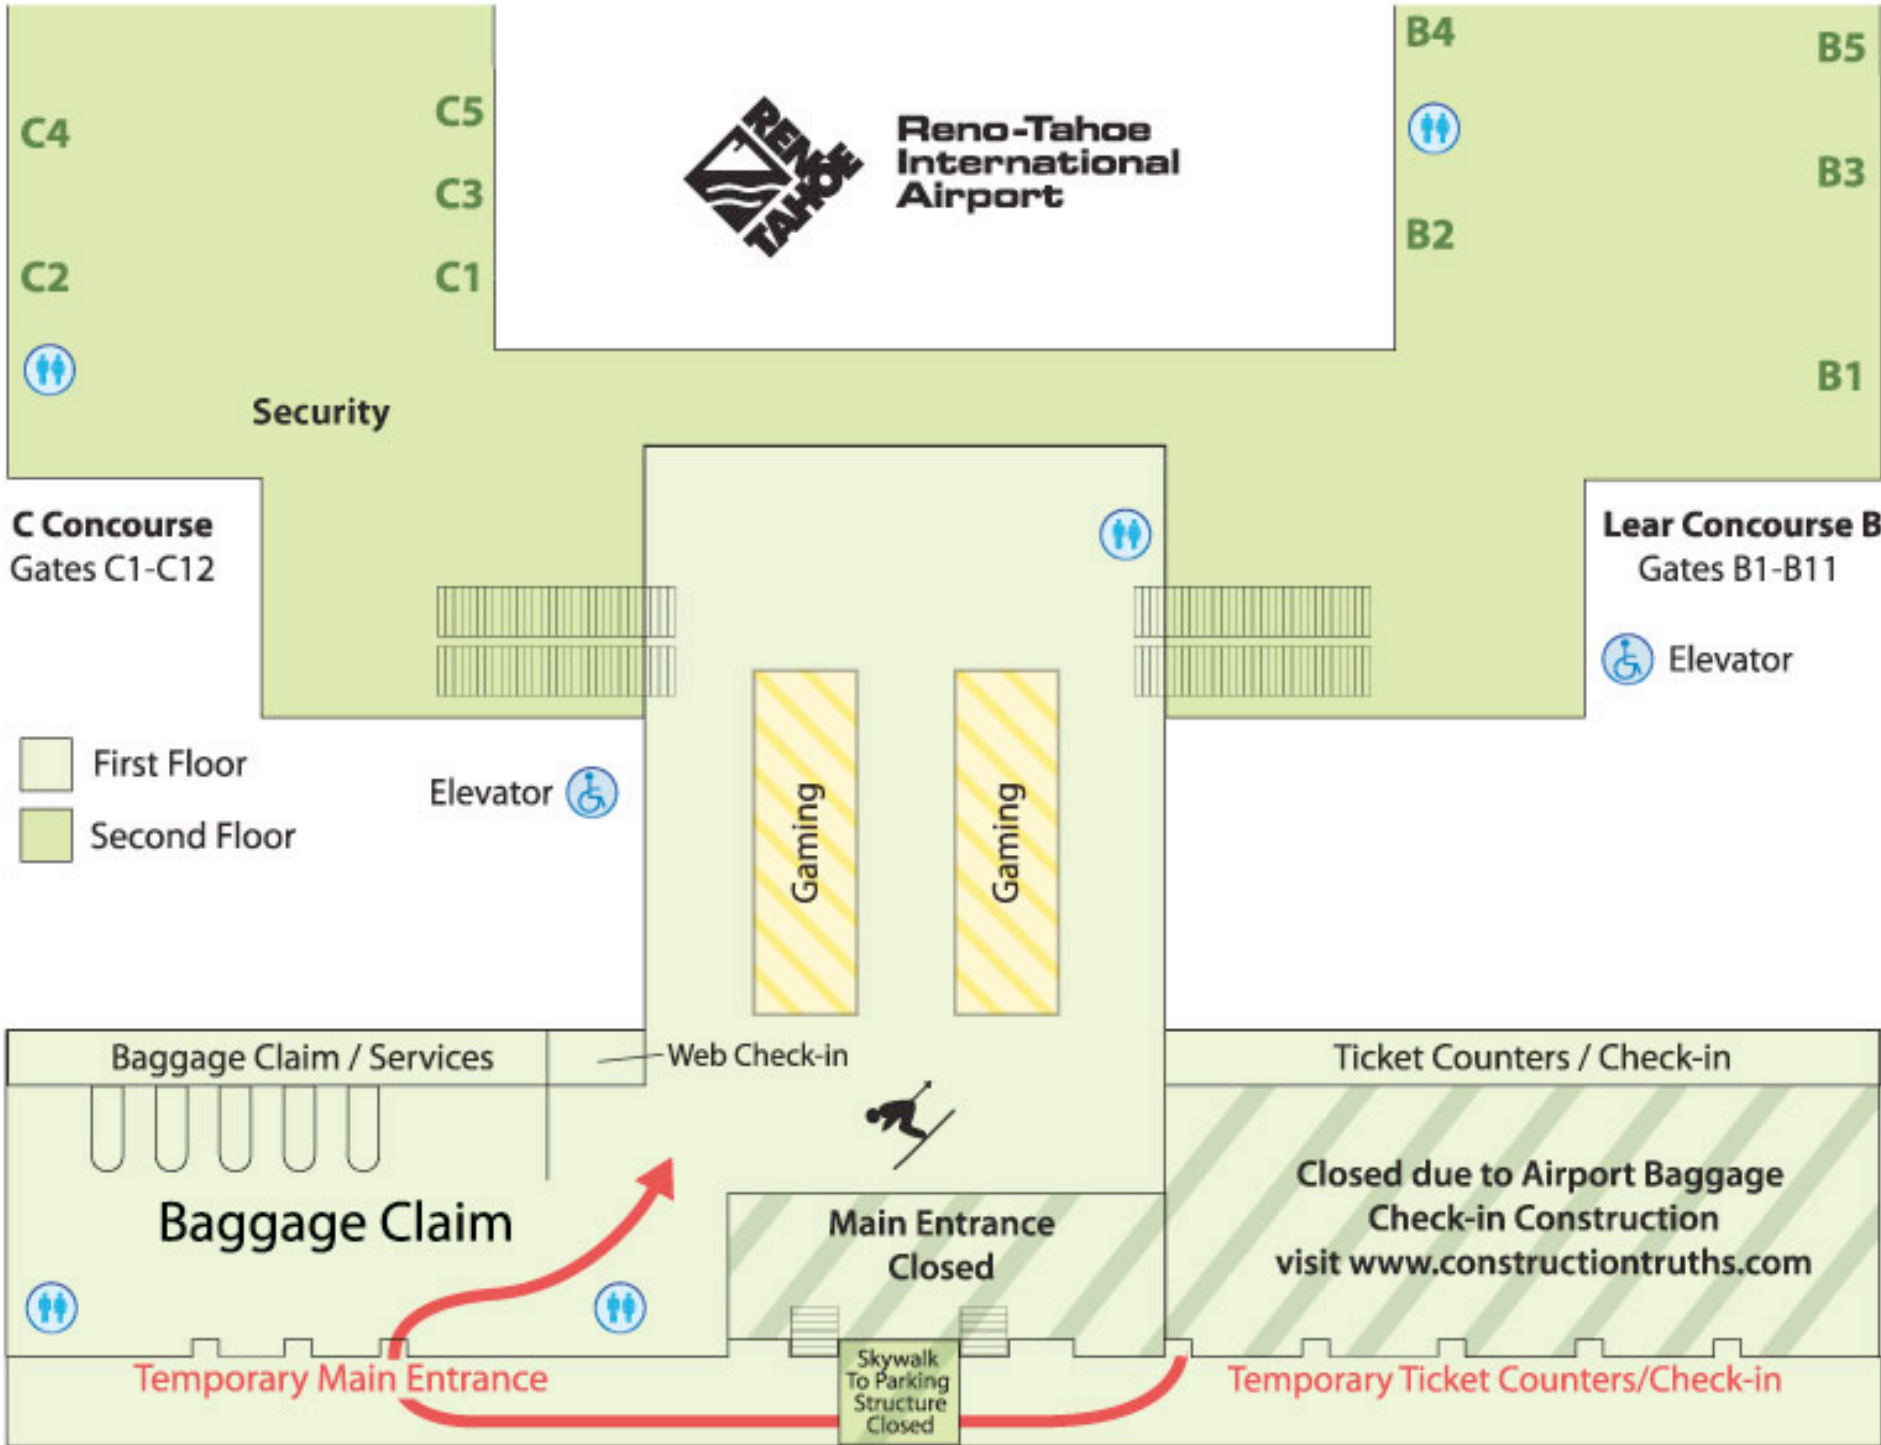 B4
B5
C5
C4
RENO
TAHOE
Reno-Tahoe
International
Airport
B3
C3
B2
C2
C1
B1
Security
C Concourse
Gates C1-C12
Lear Concourse B
Gates B1-B11
Elevator
First Floor
Elevator
Second Floor
Gaming
Gaming
Baggage Claim / Services
Web Check-in
Ticket Counters / Check-in
Baggage Claim
Main Entrance
Closed
Closed due to Airport Baggage
Check-in Construction
visit www.constructiontruths.com
Temporary Main Entrance
Skywalk
To Parking
Structure
Closed
Temporary Ticket Counters/Check-in